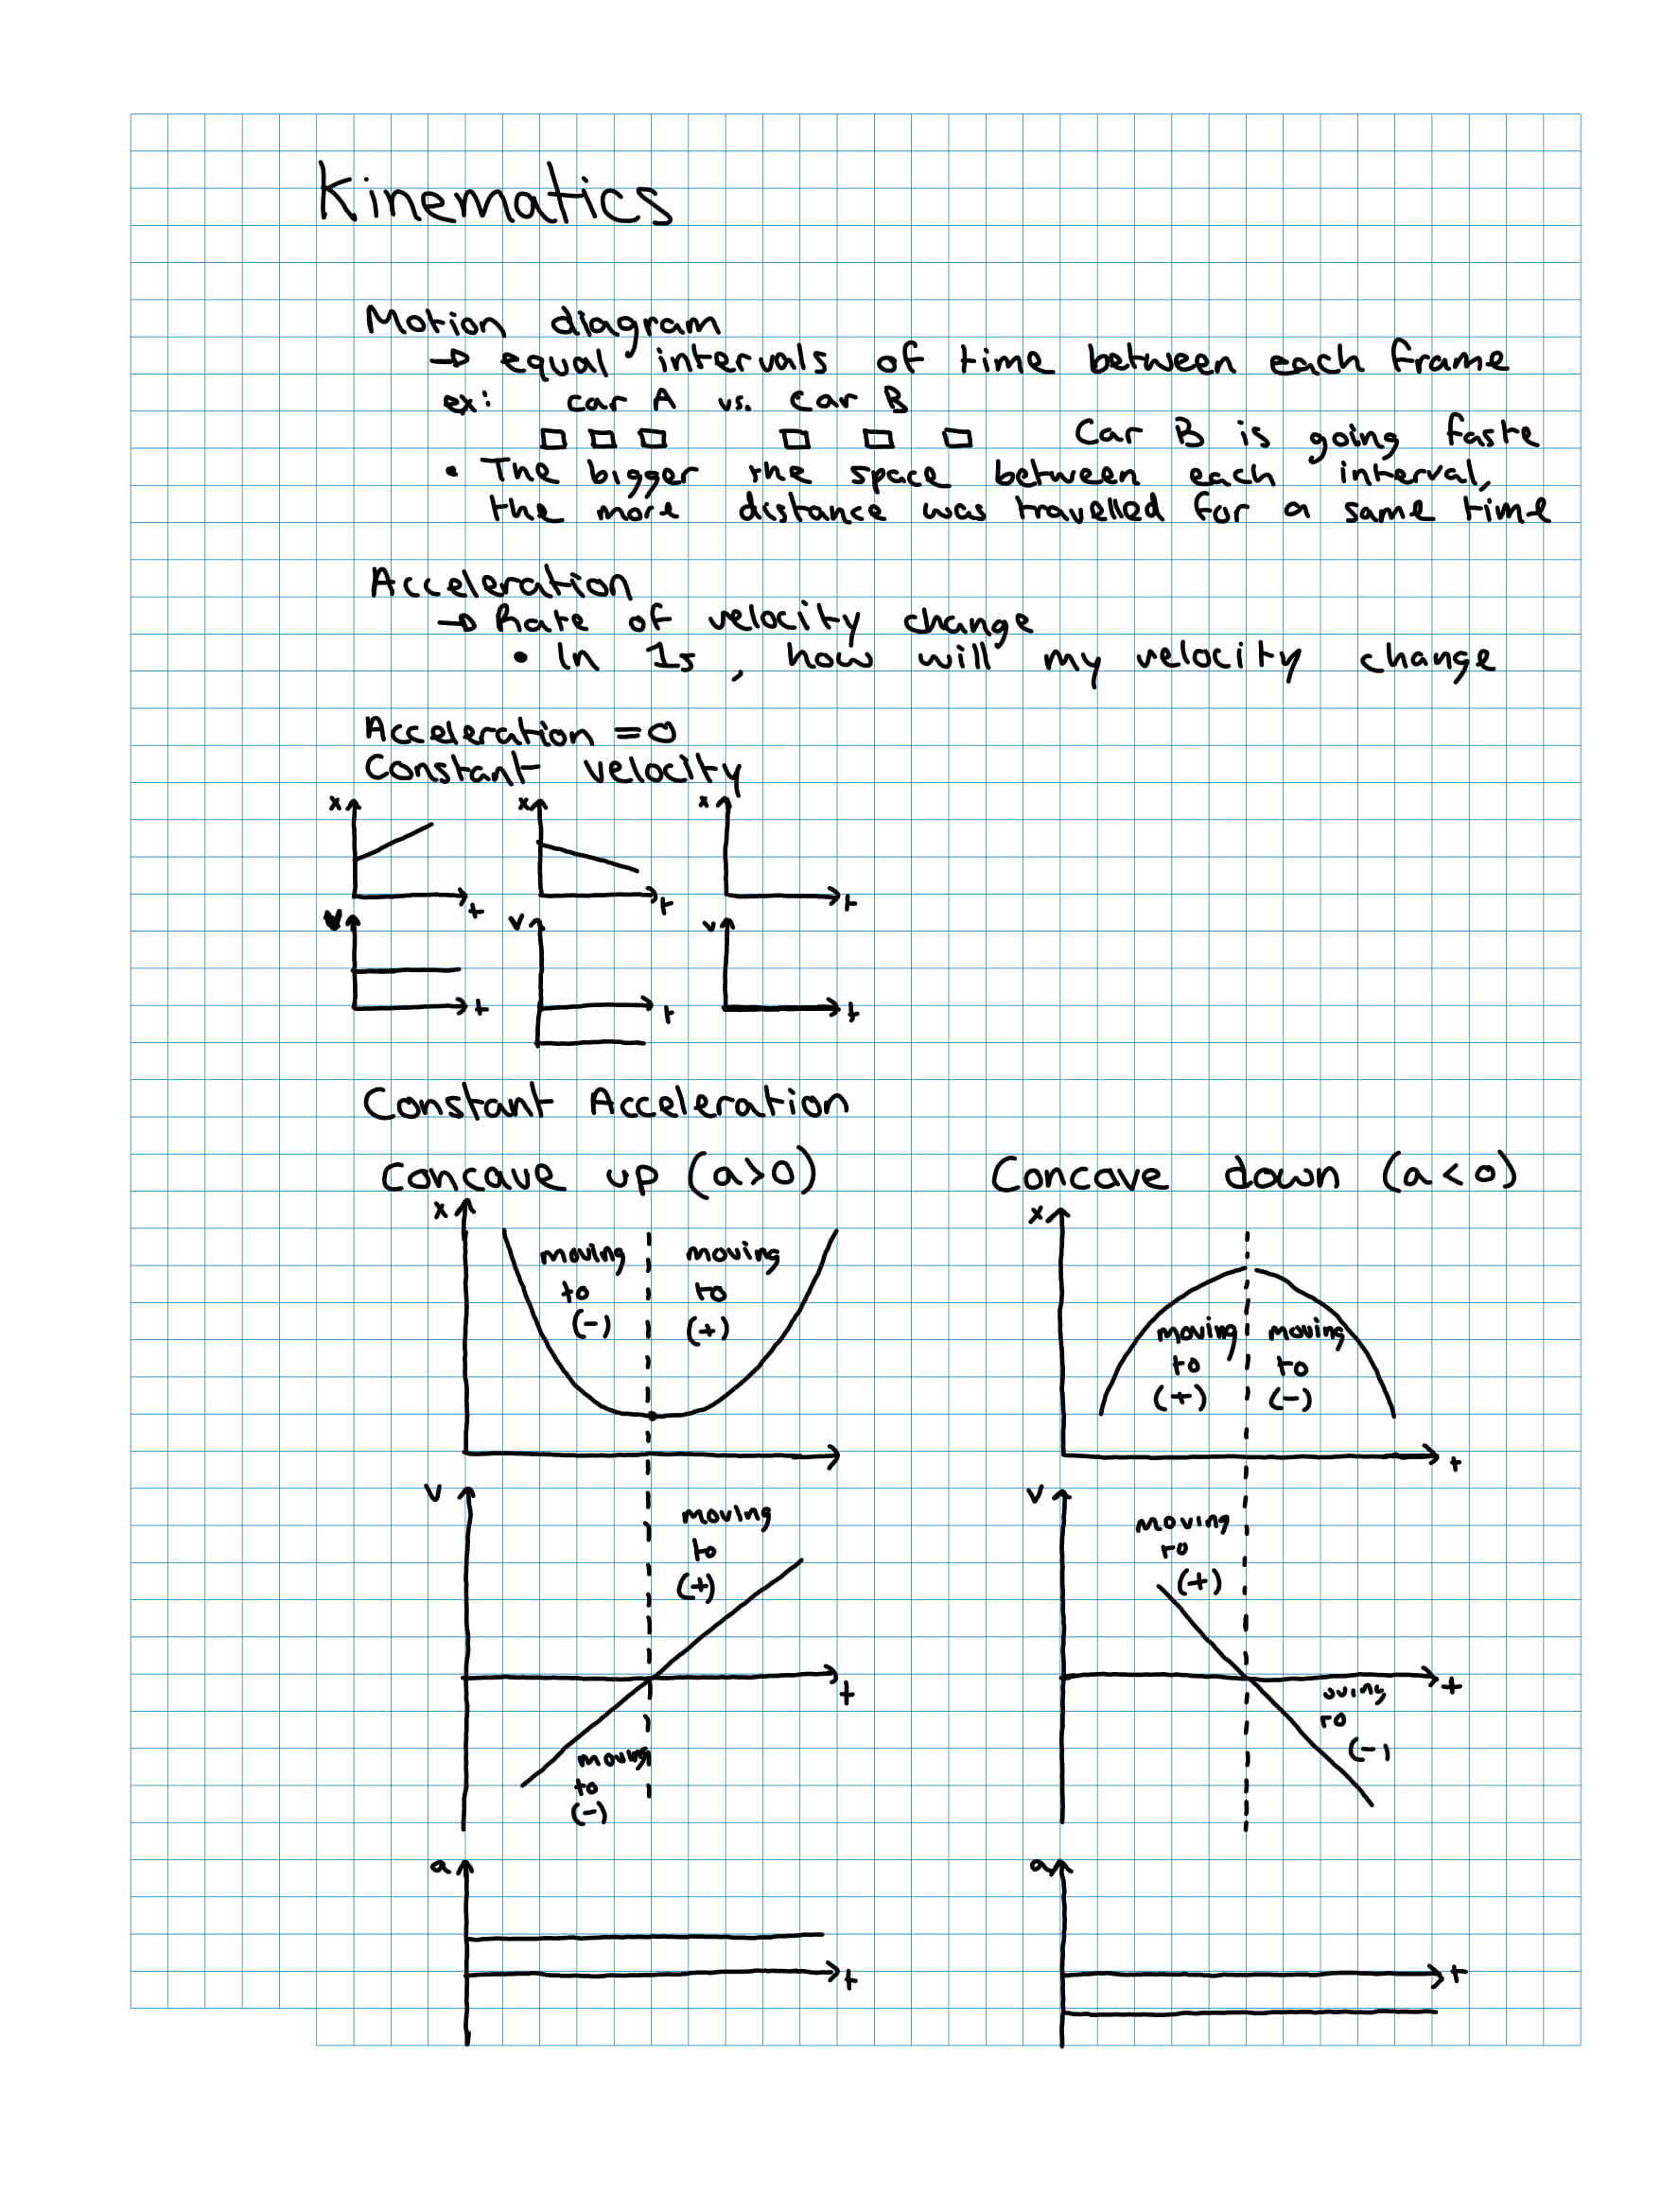 Kinematics
Motion diagram
→ equal intervals of time between each frame
ex: car A vs. car B
Car B is going faste
• The bigger the space between each interval,
the more distance was travelled for a same time
Acceleration
→ Rate of velocity change
• In 1s, how will my velocity change
Acceleration = 0
Constant velocity
x x x
t t t
v v v
t t t
Constant Acceleration
Concave up (a>0) Concave down (a<0)
x x
moving moving
to to
(-) (+)
moving moving
to to
(+) (-)
t
v v
moving
to
(+)
moving
to
(+)
t t
moving
to
(-)
oving
to
(-)
a a
t t